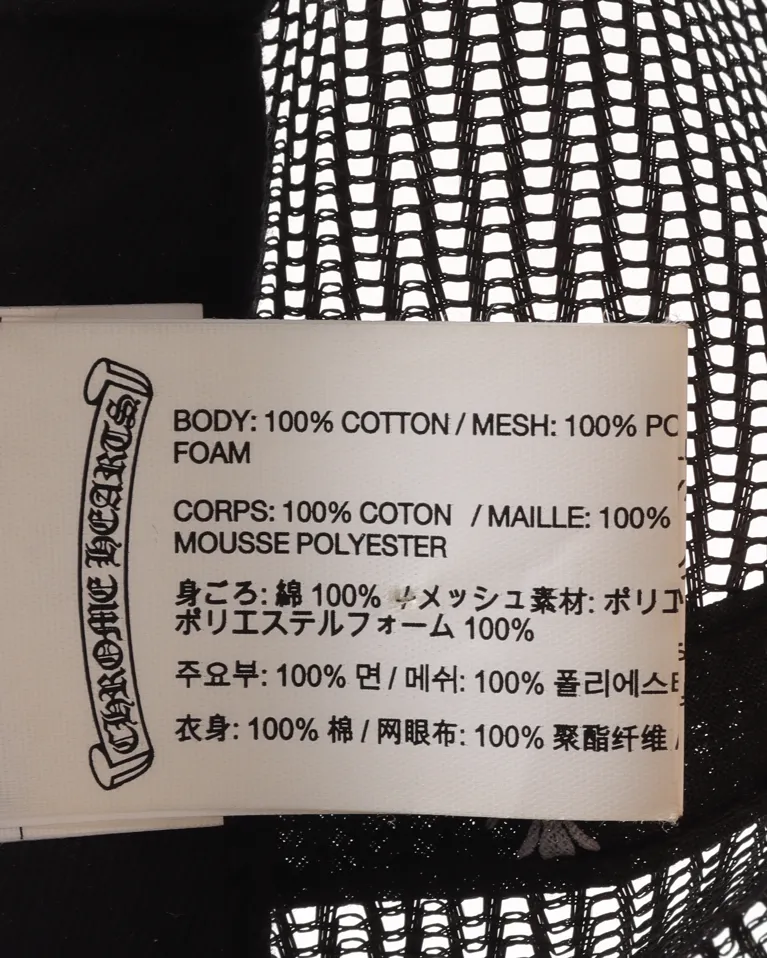 CHROME HEARTS
BODY: 100% COTTON / MESH: 100% PO
FOAM
CORPS: 100% COTON / MAILLE: 100%
MOUSSE POLYESTER
身ごろ: 綿 100% / メッシュ素材: ポリエ
ポリエステルフォーム 100%
주요부: 100% 면 / 메쉬: 100% 폴리에스터
衣身: 100% 棉 / 网眼布: 100% 聚酯纤维 /